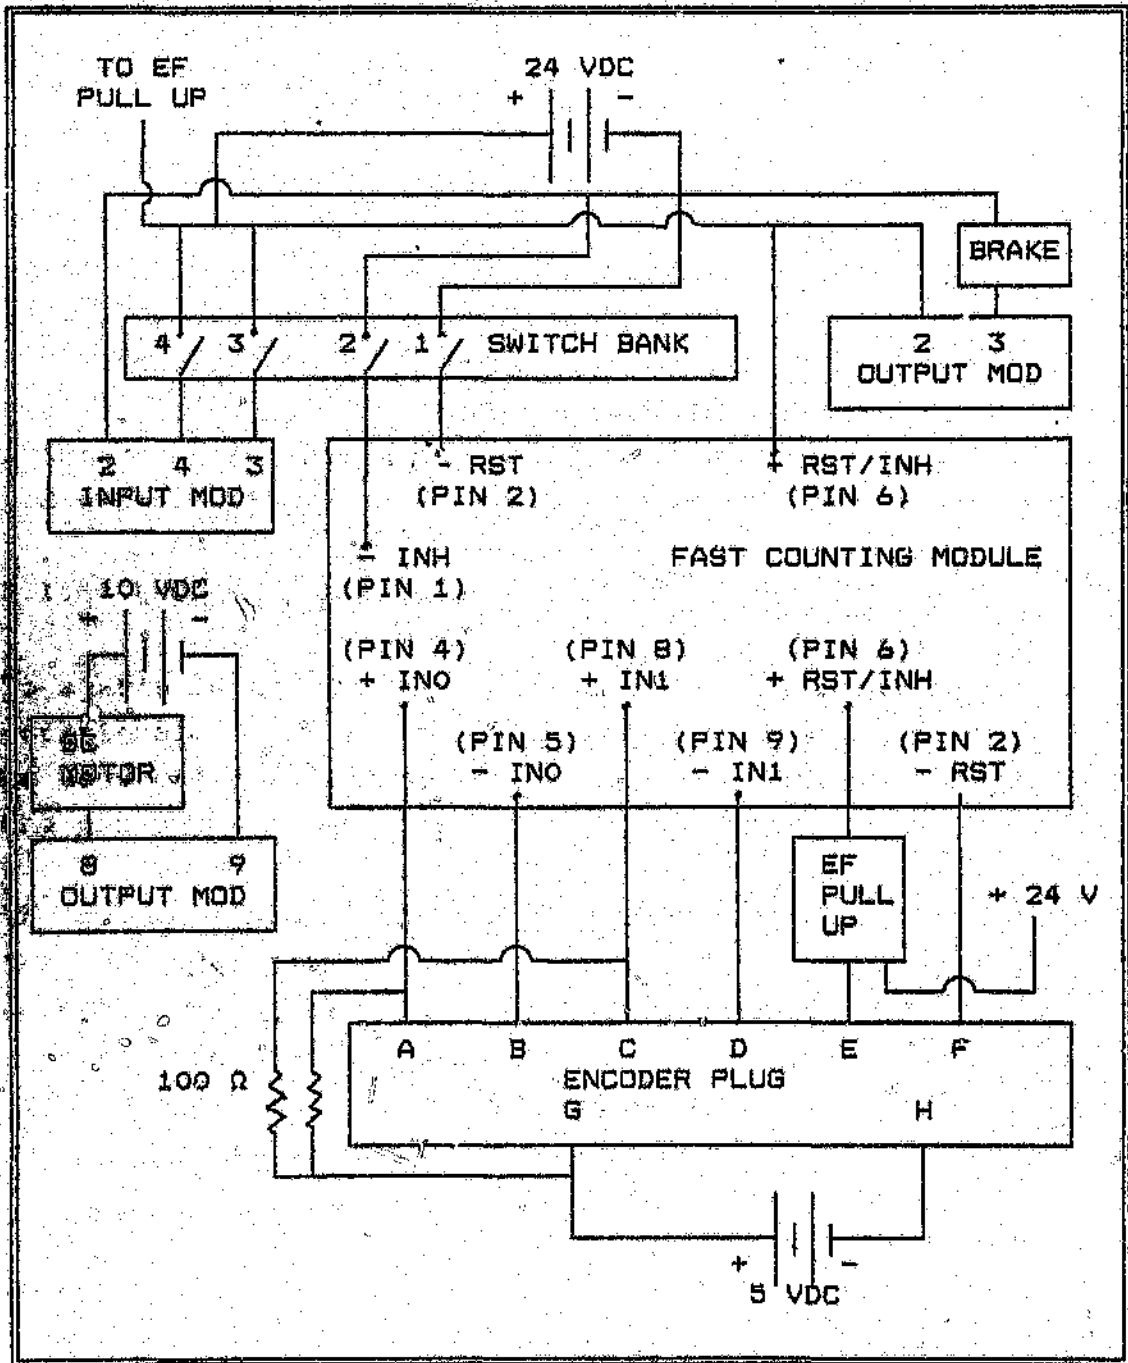 TO EF
PULL UP
24 VDC
+ -
BRAKE
4 3 2 1 SWITCH BANK
2 3
OUTPUT MOD
2 4 3
INPUT MOD
- RST
(PIN 2)
+ RST/INH
(PIN 6)
- INH
(PIN 1)
FAST COUNTING MODULE
10 VDC
+ -
(PIN 4)
+ IN0
(PIN 8)
+ IN1
(PIN 6)
+ RST/INH
(PIN 5)
- IN0
(PIN 9)
- IN1
(PIN 2)
- RST
MOTOR
8 9
OUTPUT MOD
EF
PULL
UP
+ 24 V
A B C D E F
ENCODER PLUG
G H
100 Ω
+ -
5 VDC